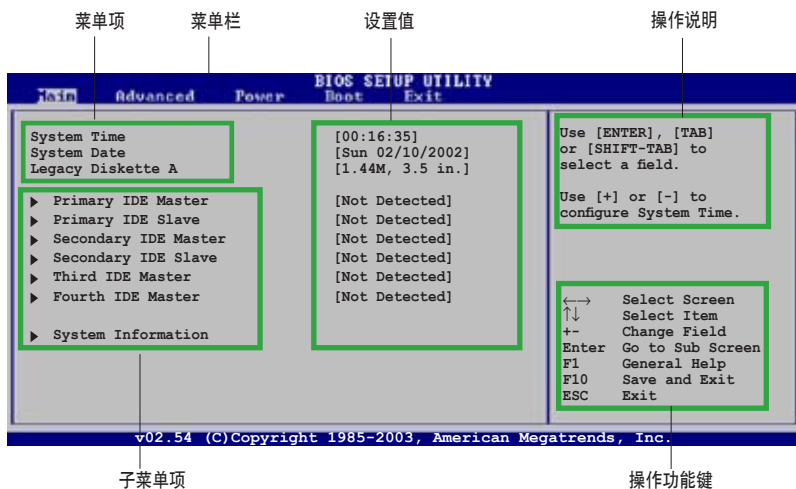 菜单项 菜单栏 设置值 操作说明
BIOS SETUP UTILITY
Main Advanced Power Boot Exit
System Time [00:16:35]
System Date [Sun 02/10/2002]
Legacy Diskette A [1.44M, 3.5 in.]
Primary IDE Master [Not Detected]
Primary IDE Slave [Not Detected]
Secondary IDE Master [Not Detected]
Secondary IDE Slave [Not Detected]
Third IDE Master [Not Detected]
Fourth IDE Master [Not Detected]
System Information
Use [ENTER], [TAB]
or [SHIFT-TAB] to
select a field.
Use [+] or [-] to
configure System Time.
←→ Select Screen
↑↓ Select Item
+- Change Field
Enter Go to Sub Screen
F1 General Help
F10 Save and Exit
ESC Exit
v02.54 (C)Copyright 1985-2003, American Megatrends, Inc.
子菜单项 操作功能键